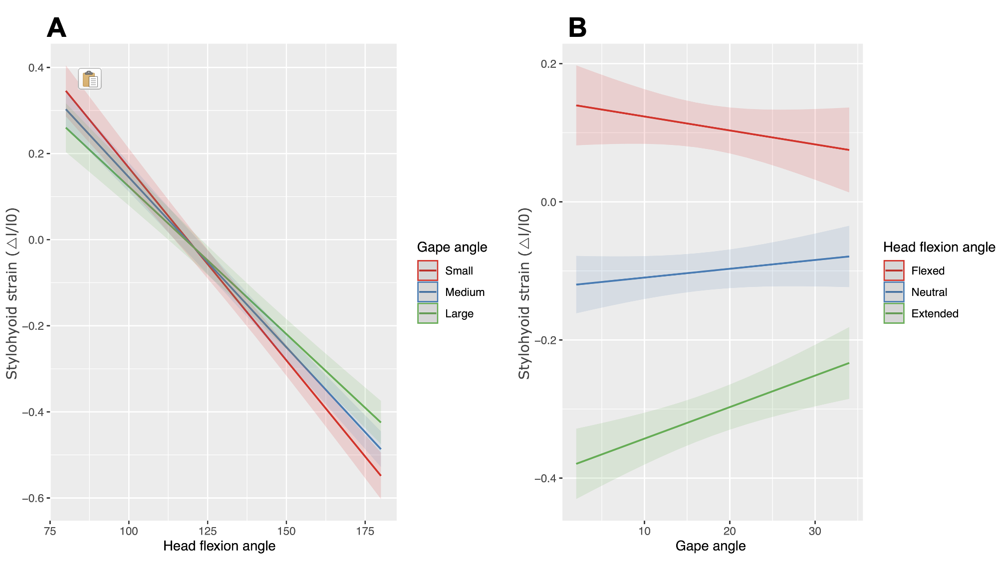 A
B
0.4
0.2
0.0
−0.2
−0.4
−0.6
75
100
125
150
175
Head flexion angle
Stylohyoid strain (△l/l0)
Gape angle
Small
Medium
Large
0.2
0.0
−0.2
−0.4
10
20
30
Gape angle
Stylohyoid strain (△l/l0)
Head flexion angle
Flexed
Neutral
Extended